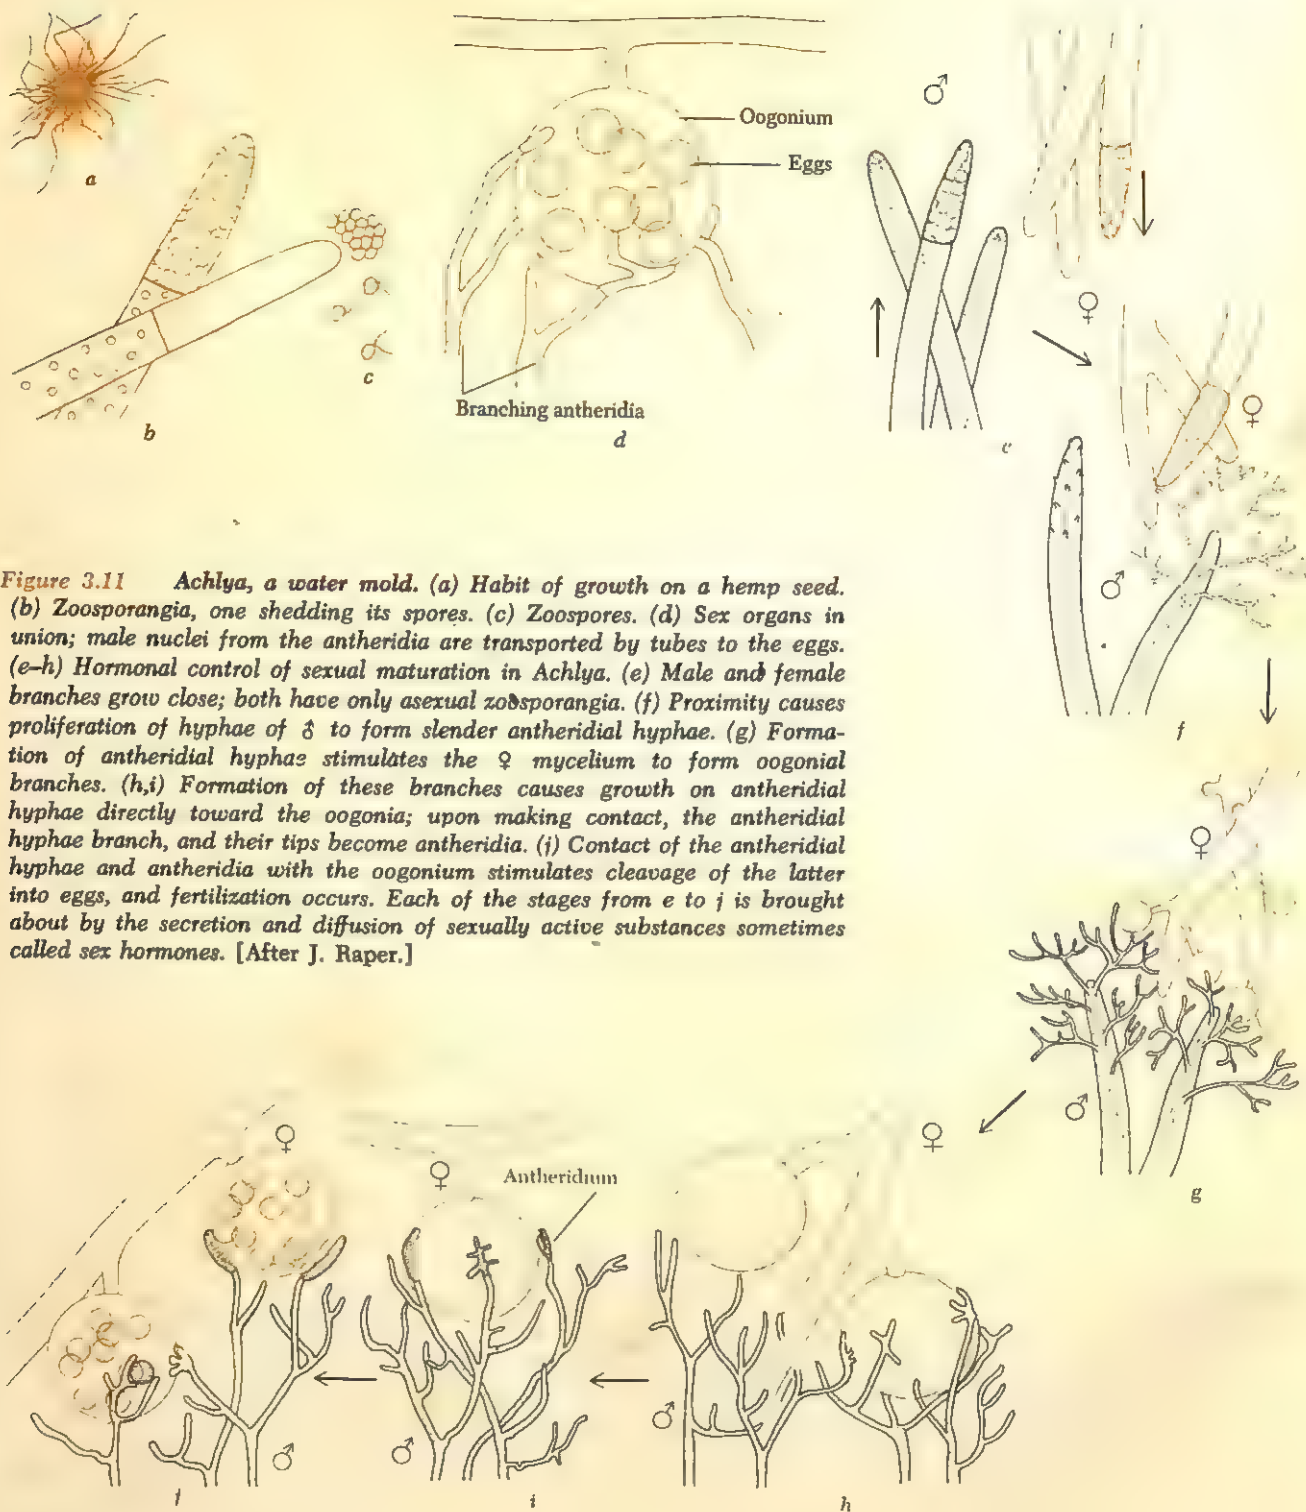 a
b
c
Oogonium
Eggs
Branching antheridia
d
♂
♀
e
♀
♂
f
Figure 3.11 Achlya, a water mold. (a) Habit of growth on a hemp seed.
(b) Zoosporangia, one shedding its spores. (c) Zoospores. (d) Sex organs in
union; male nuclei from the antheridia are transported by tubes to the eggs.
(e–h) Hormonal control of sexual maturation in Achlya. (e) Male and female
branches grow close; both have only asexual zoosporangia. (f) Proximity causes
proliferation of hyphae of ♂ to form slender antheridial hyphae. (g) Forma-
tion of antheridial hyphae stimulates the ♀ mycelium to form oogonial
branches. (h,i) Formation of these branches causes growth on antheridial
hyphae directly toward the oogonia; upon making contact, the antheridial
hyphae branch, and their tips become antheridia. (j) Contact of the antheridial
hyphae and antheridia with the oogonium stimulates cleavage of the latter
into eggs, and fertilization occurs. Each of the stages from e to j is brought
about by the secretion and diffusion of sexually active substances sometimes
called sex hormones. [After J. Raper.]
♀
♂
g
♀
♂
h
♀
Antheridium
♂
i
♀
♀
♂
j